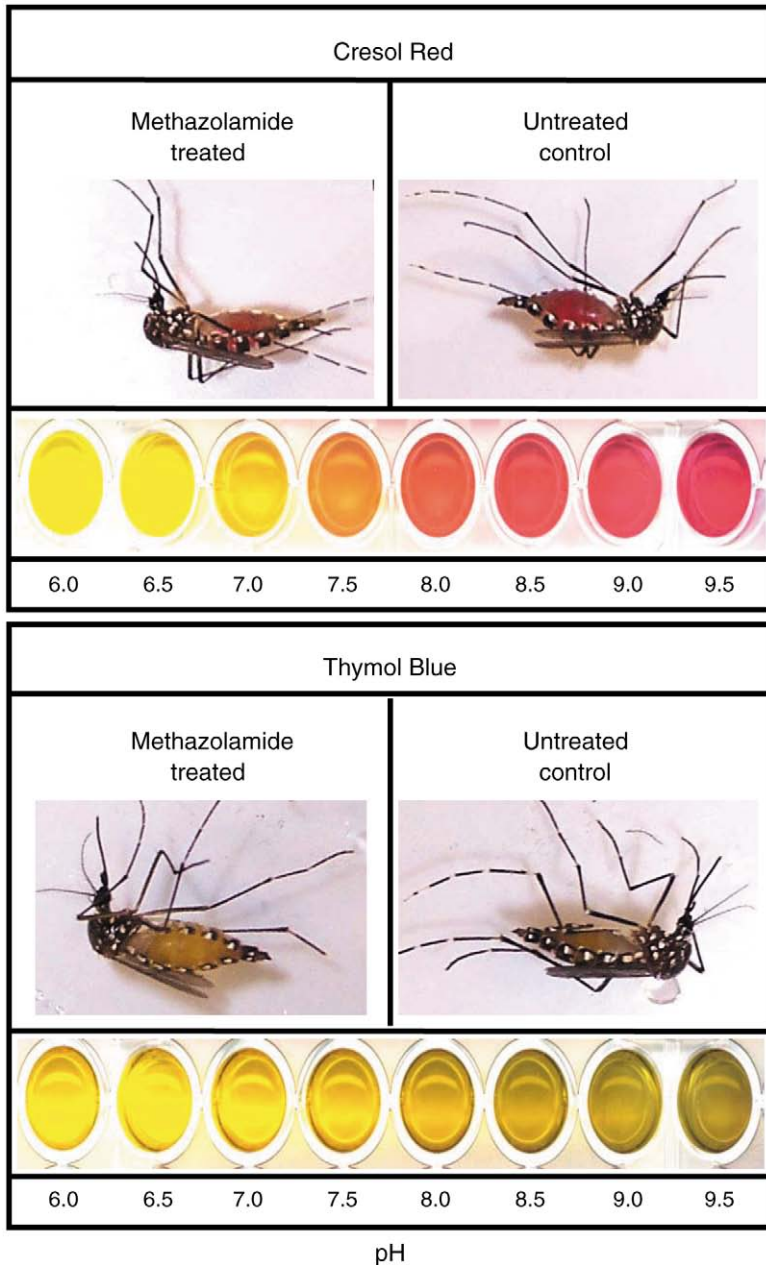 Cresol Red
Methazolamide
treated
Untreated
control
6.0 6.5 7.0 7.5 8.0 8.5 9.0 9.5
Thymol Blue
Methazolamide
treated
Untreated
control
6.0 6.5 7.0 7.5 8.0 8.5 9.0 9.5
pH